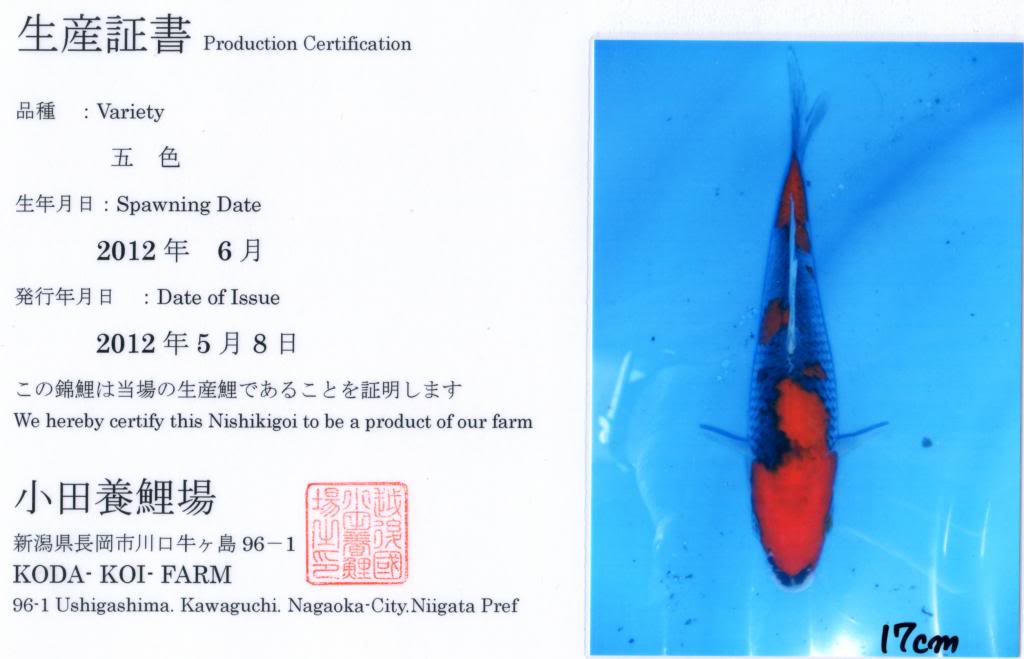 生産証書 Production Certification
品種 : Variety
五 色
生年月日 : Spawning Date
2012 年 6 月
発行年月日 : Date of Issue
2012 年 5 月 8 日
この錦鯉は当場の生産鯉であることを証明します
We hereby certify this Nishikigoi to be a product of our farm
小田養鯉場
越後國
小田養鯉
場之印
新潟県長岡市川口牛ヶ島 96－1
KODA- KOI- FARM
96-1 Ushigashima. Kawaguchi. Nagaoka-City.Niigata Pref
17cm